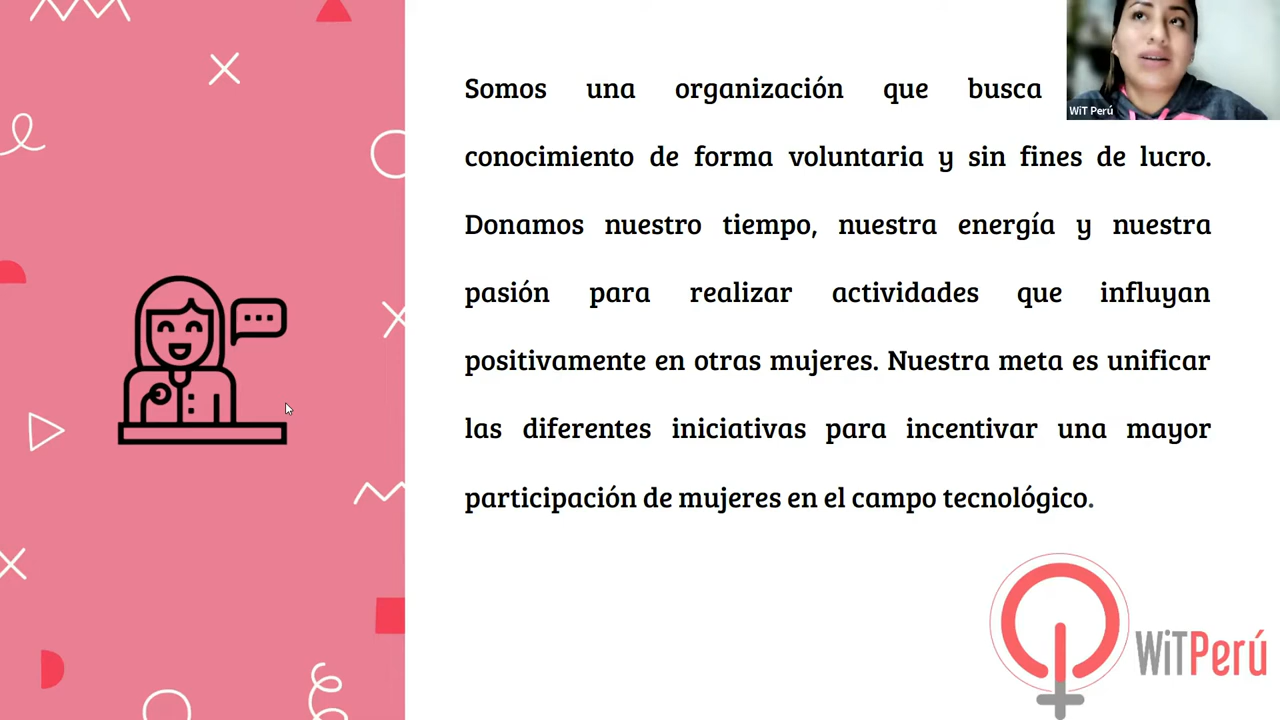 Somos una organización que busca
conocimiento de forma voluntaria y sin fines de lucro.
Donamos nuestro tiempo, nuestra energía y nuestra
pasión para realizar actividades que influyan
positivamente en otras mujeres. Nuestra meta es unificar
las diferentes iniciativas para incentivar una mayor
participación de mujeres en el campo tecnológico.
WiT Perú
WiTPerú